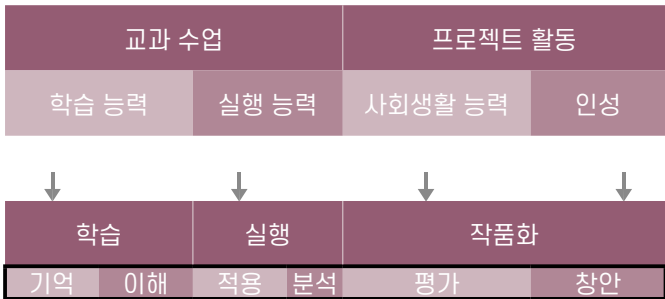 교과 수업 프로젝트 활동
학습 능력 실행 능력 사회생활 능력 인성
학습 실행 작품화
기억 이해 적용 분석 평가 창안